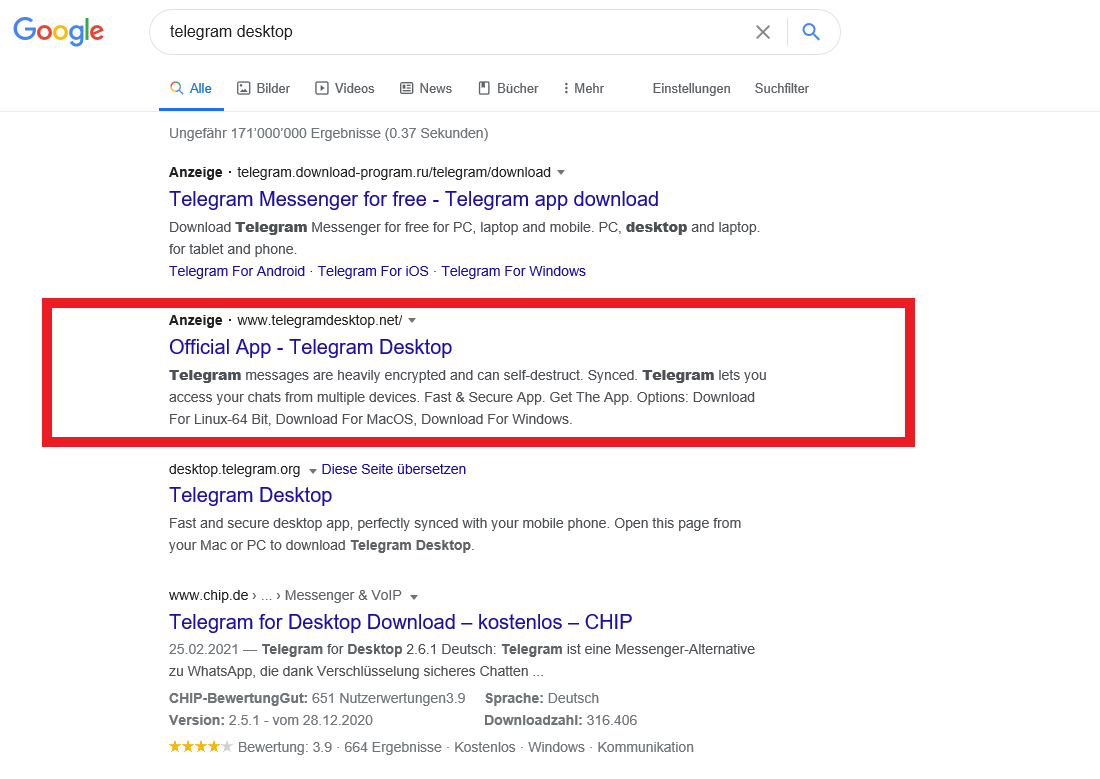 Google
telegram desktop
Alle Bilder Videos News Bücher Mehr Einstellungen Suchfilter
Ungefähr 171’000’000 Ergebnisse (0.37 Sekunden)
Anzeige · telegram.download-program.ru/telegram/download
Telegram Messenger for free - Telegram app download
Download Telegram Messenger for free for PC, laptop and mobile. PC, desktop and laptop.
for tablet and phone.
Telegram For Android · Telegram For iOS · Telegram For Windows
Anzeige · www.telegramdesktop.net/
Official App - Telegram Desktop
Telegram messages are heavily encrypted and can self-destruct. Synced. Telegram lets you
access your chats from multiple devices. Fast & Secure App. Get The App. Options: Download
For Linux-64 Bit, Download For MacOS, Download For Windows.
desktop.telegram.org Diese Seite übersetzen
Telegram Desktop
Fast and secure desktop app, perfectly synced with your mobile phone. Open this page from
your Mac or PC to download Telegram Desktop.
www.chip.de › ... › Messenger & VoIP
Telegram for Desktop Download – kostenlos – CHIP
25.02.2021 — Telegram for Desktop 2.6.1 Deutsch: Telegram ist eine Messenger-Alternative
zu WhatsApp, die dank Verschlüsselung sicheres Chatten ...
CHIP-BewertungGut: 651 Nutzerwertungen3.9 Sprache: Deutsch
Version: 2.5.1 - vom 28.12.2020 Downloadzahl: 316.406
Bewertung: 3.9 · 664 Ergebnisse · Kostenlos · Windows · Kommunikation